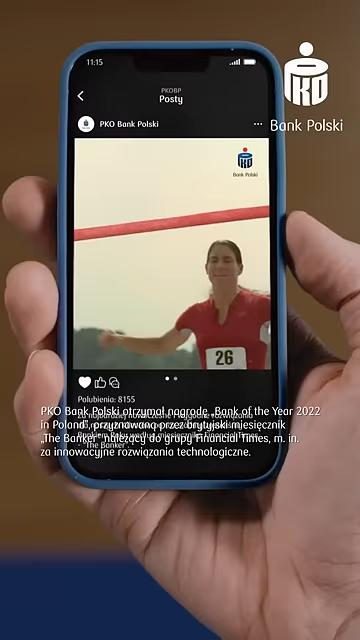 11:15
PKOBP
Posty
PKO Bank Polski
Bank Polski
Bank Polski
26
Polubienia: 8155
PKO Bank Polski otrzymał nagrodę „Bank of the Year 2022
in Poland”, przyznawaną przez brytyjski miesięcznik
„The Banker”, należący do grupy Financial Times, m. in.
za innowacyjne rozwiązania technologiczne.